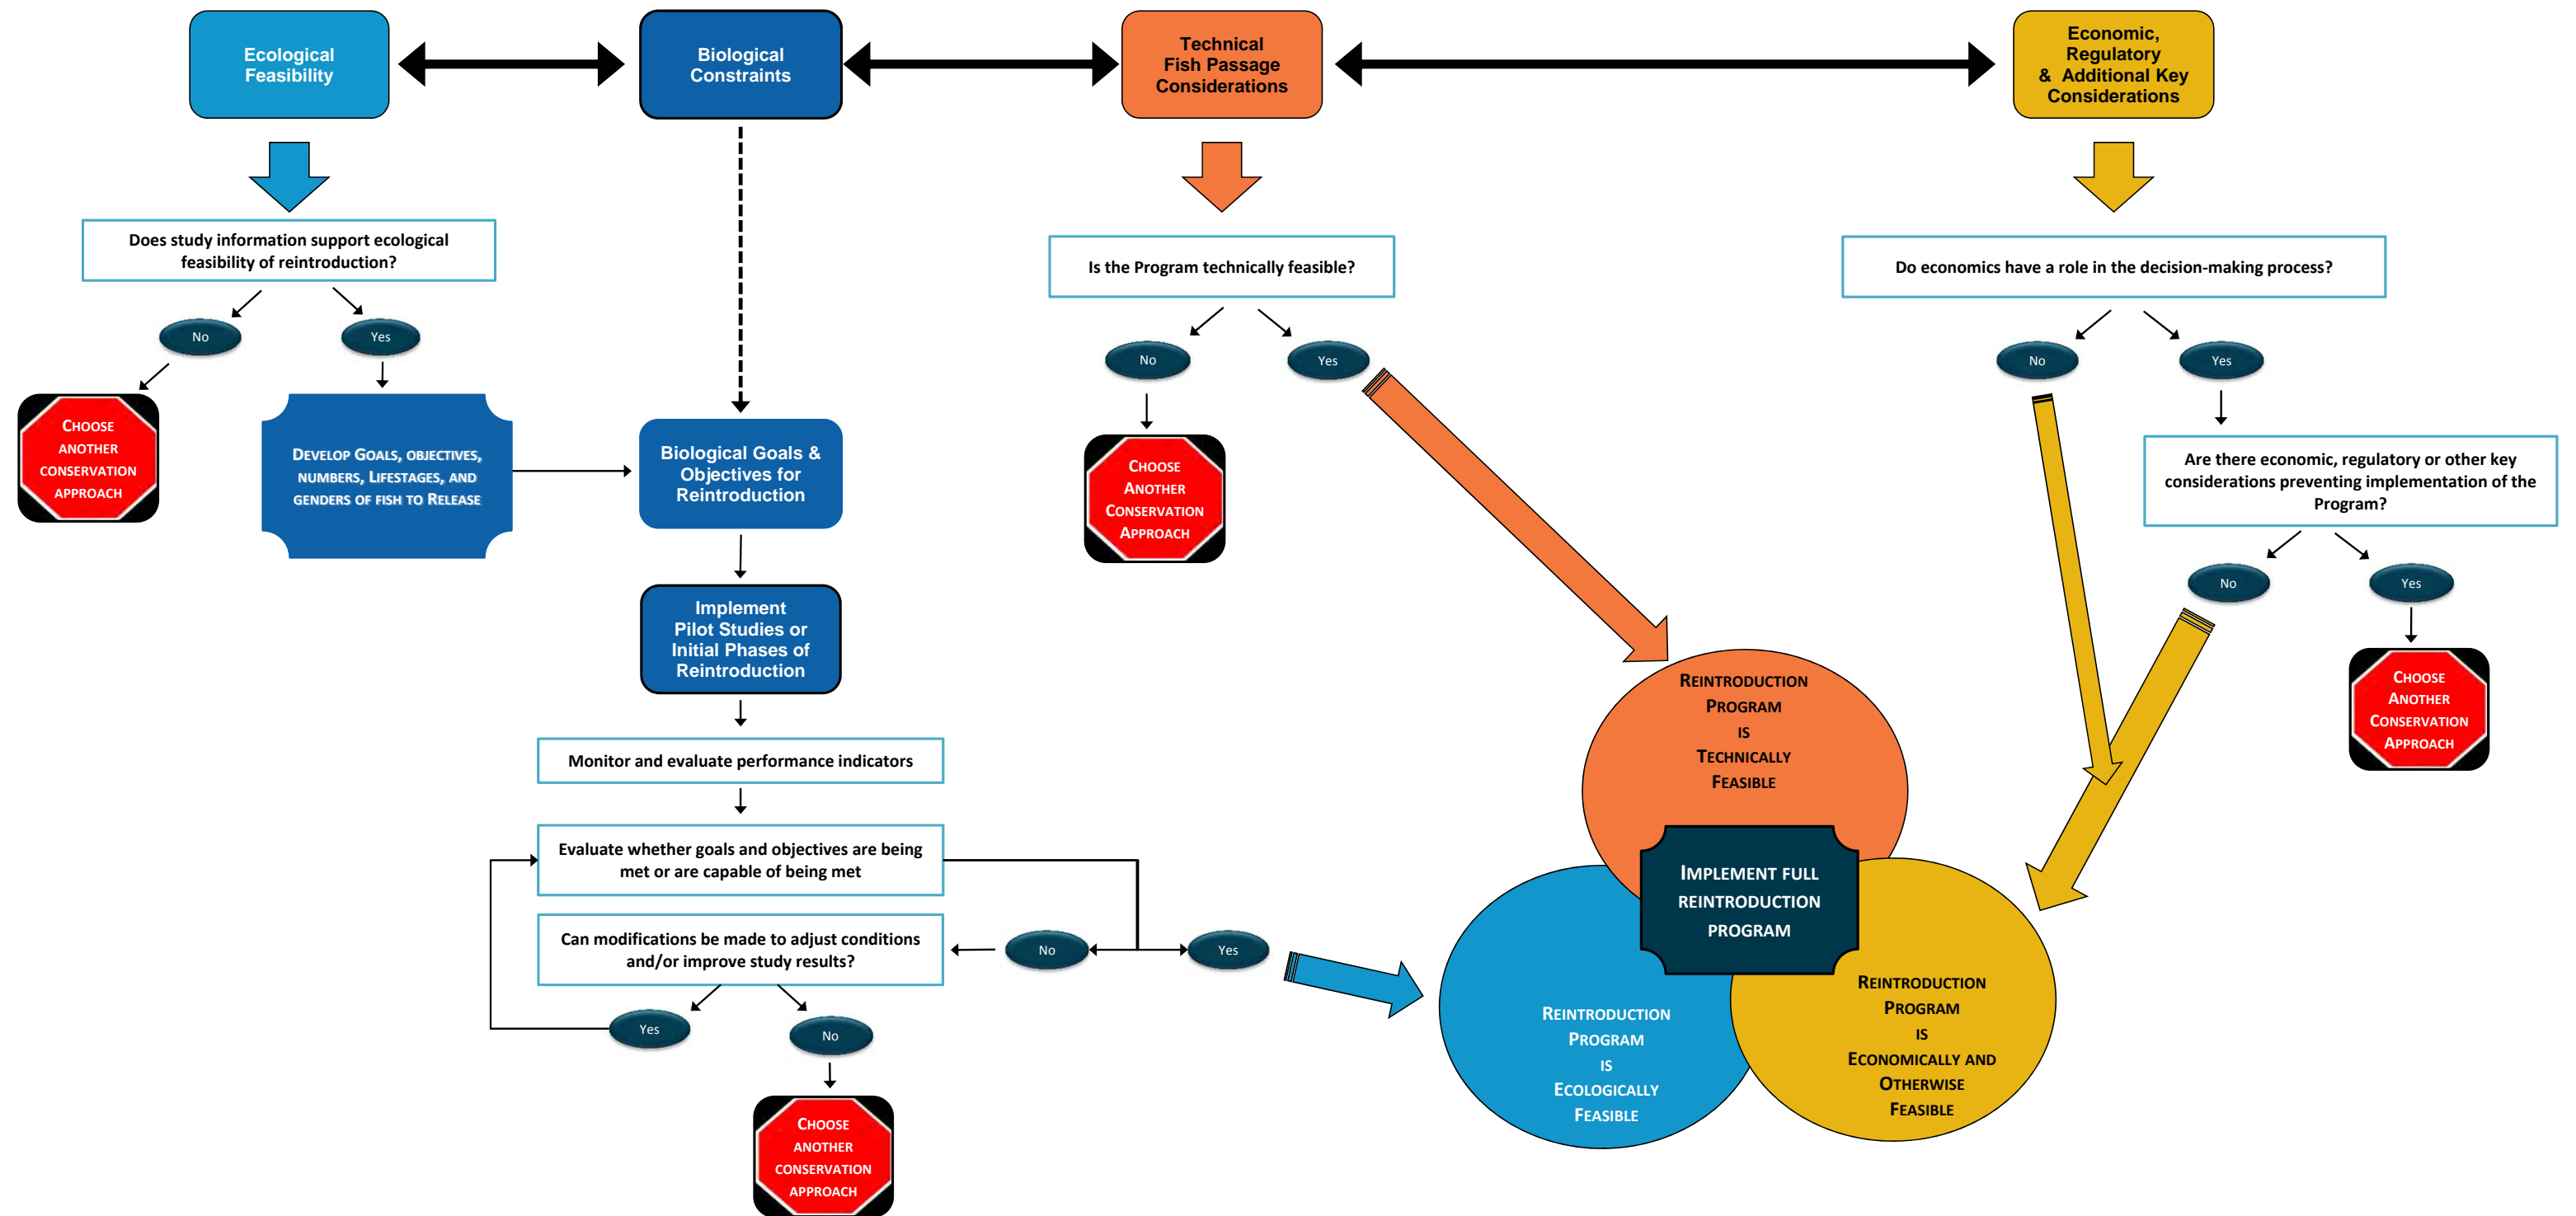 Ecological
Feasibility
Biological
Constraints
Technical
Fish Passage
Considerations
Economic,
Regulatory
& Additional Key
Considerations
Does study information support ecological
feasibility of reintroduction?
No
Yes
CHOOSE
ANOTHER
CONSERVATION
APPROACH
DEVELOP GOALS, OBJECTIVES,
NUMBERS, LIFESTAGES, AND
GENDERS OF FISH TO RELEASE
Biological Goals &
Objectives for
Reintroduction
Implement
Pilot Studies or
Initial Phases of
Reintroduction
Monitor and evaluate performance indicators
Evaluate whether goals and objectives are being
met or are capable of being met
Can modifications be made to adjust conditions
and/or improve study results?
No
Yes
Yes
No
CHOOSE
ANOTHER
CONSERVATION
APPROACH
Is the Program technically feasible?
No
Yes
CHOOSE
ANOTHER
CONSERVATION
APPROACH
Do economics have a role in the decision-making process?
No
Yes
Are there economic, regulatory or other key
considerations preventing implementation of the
Program?
No
Yes
CHOOSE
ANOTHER
CONSERVATION
APPROACH
REINTRODUCTION
PROGRAM
IS
TECHNICALLY
FEASIBLE
IMPLEMENT FULL
REINTRODUCTION
PROGRAM
REINTRODUCTION
PROGRAM
IS
ECOLOGICALLY
FEASIBLE
REINTRODUCTION
PROGRAM
IS
ECONOMICALLY AND
OTHERWISE
FEASIBLE